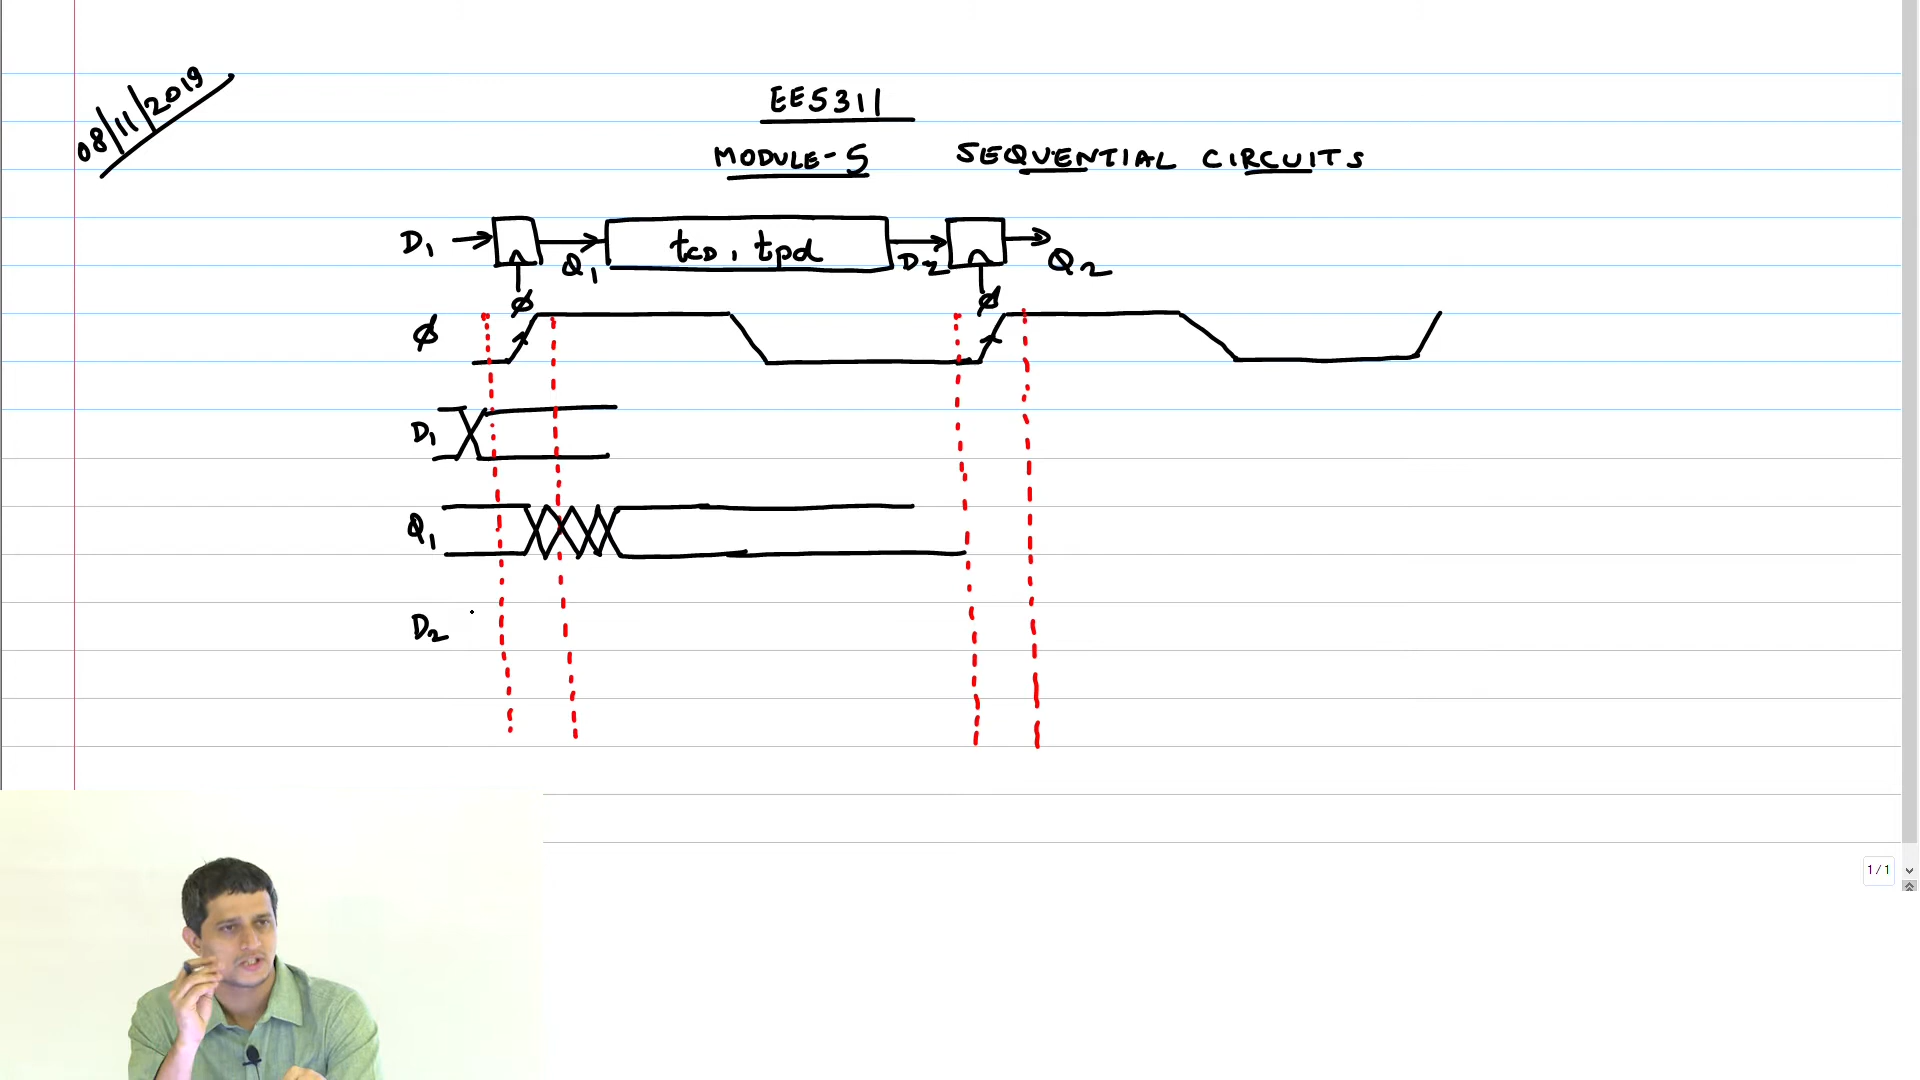 08/11/2019
EE5311
MODULE-5 SEQUENTIAL CIRCUITS
D1 Q1 tCD, tpd D2 Q2
ϕ ϕ
ϕ
D1
Q1
D2
1/1